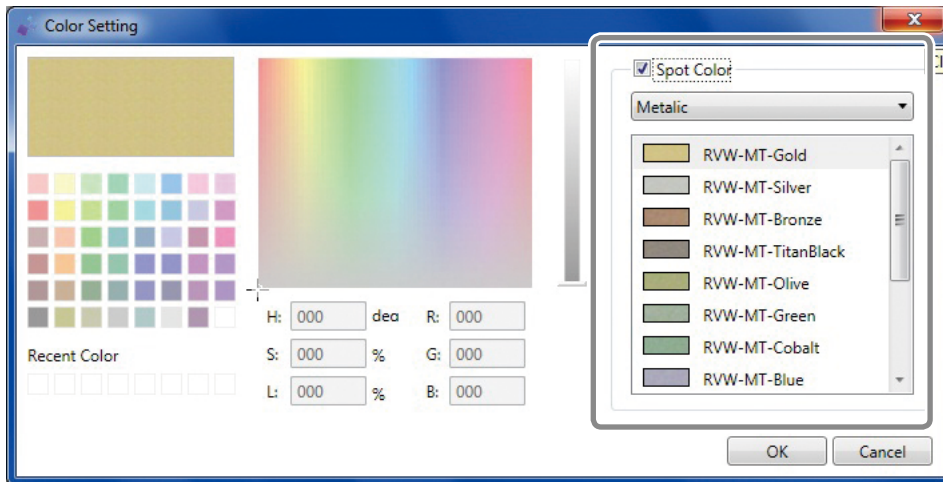 Color Setting
Spot Color
Metalic
RVW-MT-Gold
RVW-MT-Silver
RVW-MT-Bronze
RVW-MT-TitanBlack
RVW-MT-Olive
RVW-MT-Green
RVW-MT-Cobalt
RVW-MT-Blue
H: 000 deg R: 000
S: 000 % G: 000
L: 000 % B: 000
Recent Color
OK Cancel